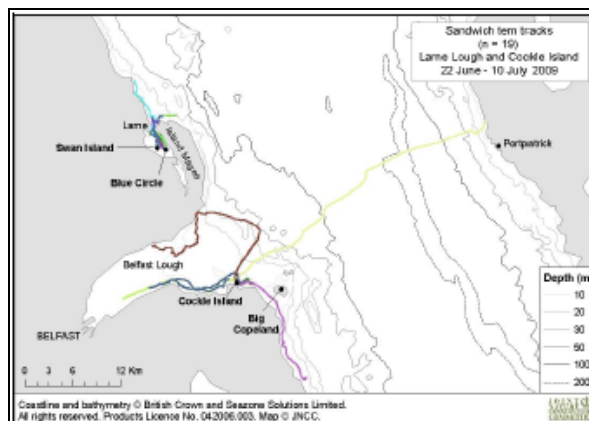 Sandwich tern tracks
(n = 19)
Larne Lough and Cockle Island
22 June - 10 July 2009
Larne
Island Magee
Swan Island
Blue Circle
Portpatrick
Belfast Lough
Cockle Island
Big
Copeland
BELFAST
Depth (m
10
20
30
50
100
200
0 3 6 12 Km
Coastline and bathymetry © British Crown and Seazone Solutions Limited.
All rights reserved. Products Licence No. 042006.003. Map © JNCC.